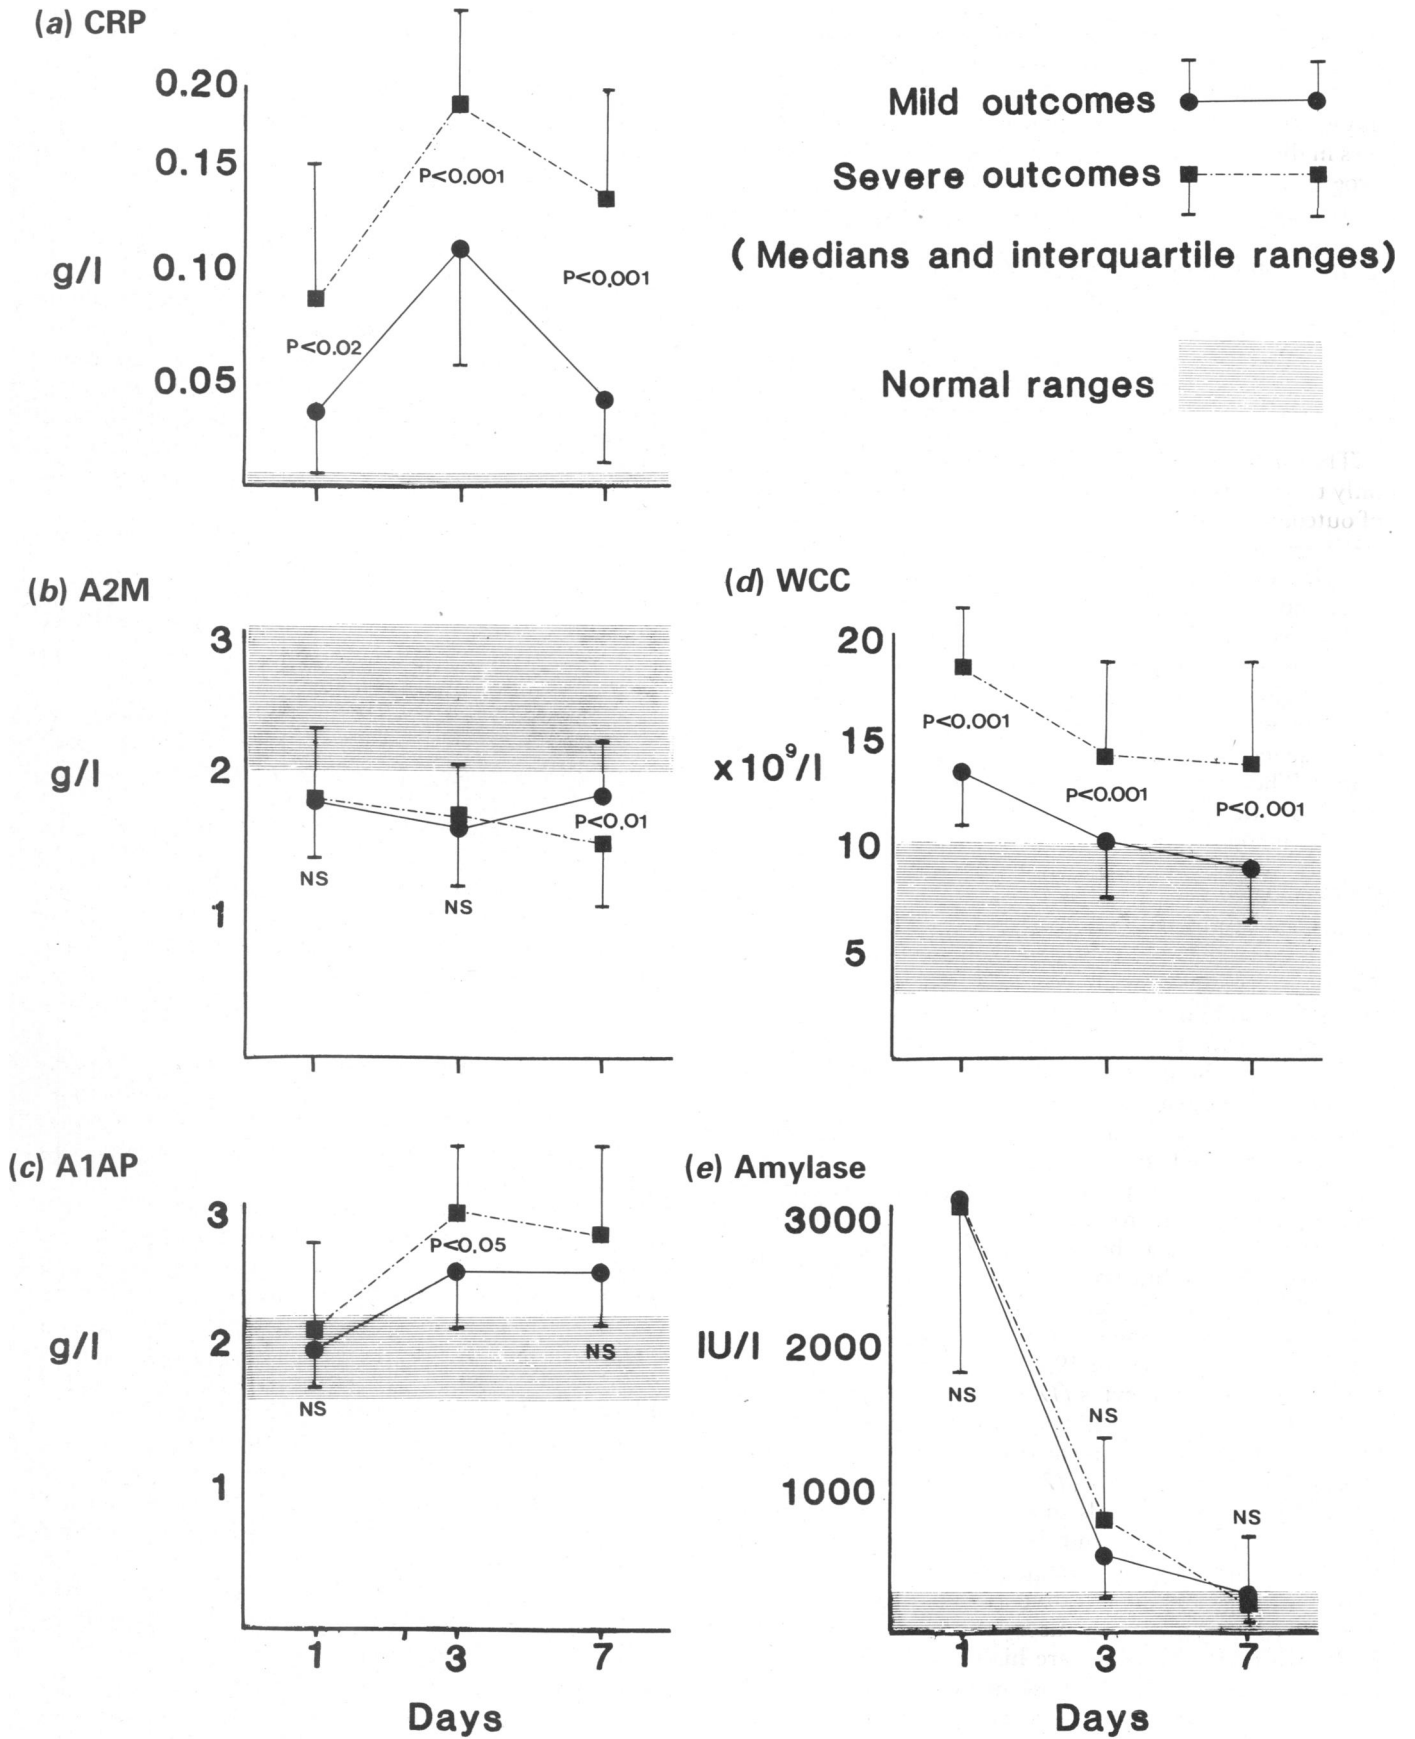 (a) CRP
0.20
0.15
g/l
0.10
0.05
P<0.02
P<0.001
P<0.001
Mild outcomes
Severe outcomes
(Medians and interquartile ranges)
Normal ranges
(b) A2M
3
g/l
2
1
NS
NS
P<0.01
(d) WCC
20
15
x10⁹/l
10
5
P<0.001
P<0.001
P<0.001
(c) A1AP
3
g/l
2
1
NS
P<0.05
NS
1
3
7
Days
(e) Amylase
3000
IU/l 2000
1000
NS
NS
NS
1
3
7
Days